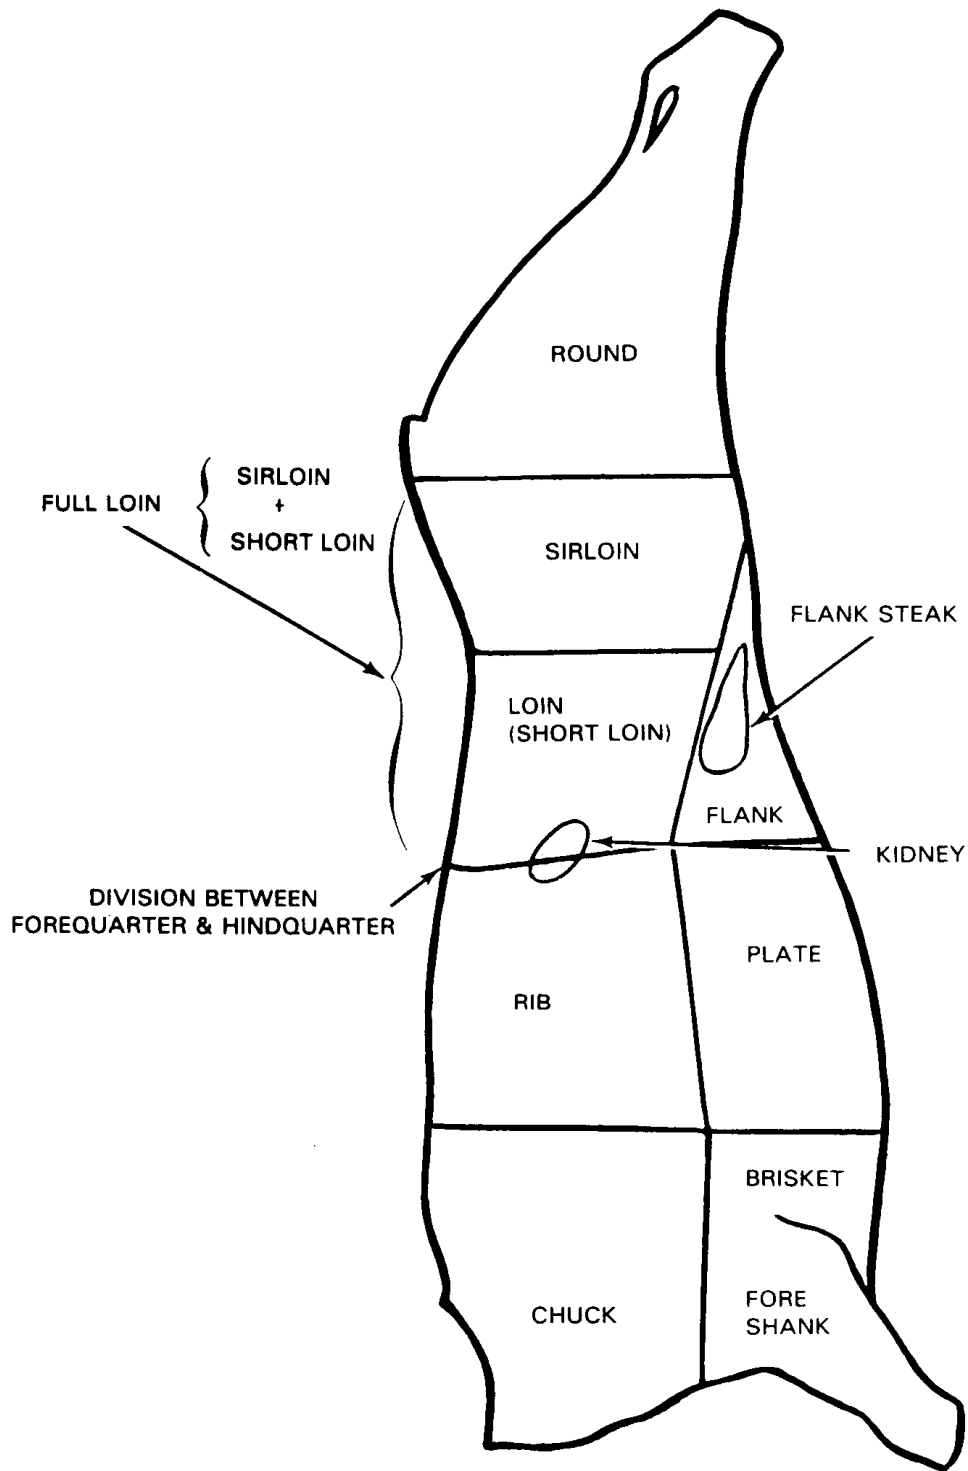 ROUND
FULL LOIN
SIRLOIN
+
SHORT LOIN
SIRLOIN
FLANK STEAK
LOIN
(SHORT LOIN)
FLANK
KIDNEY
DIVISION BETWEEN
FOREQUARTER & HINDQUARTER
PLATE
RIB
BRISKET
CHUCK
FORE
SHANK